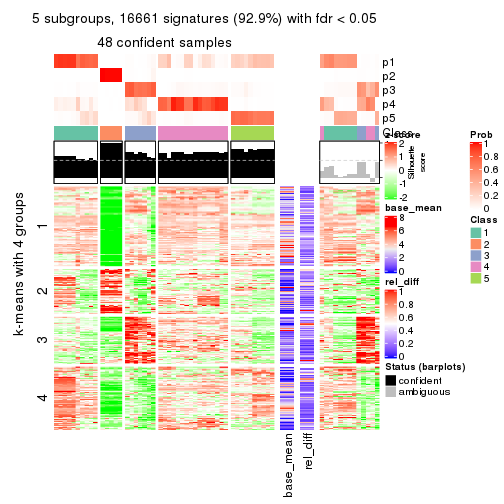 5 subgroups, 16661 signatures (92.9%) with fdr < 0.05
48 confident samples
p1
p2
p3
p4
p5
Class
z-score
2
1
0
-1
-2
Silhouette
score
base_mean
8
6
4
2
0
rel_diff
1
0.8
0.6
0.4
0.2
0
Status (barplots)
confident
ambiguous
Prob
1
0.8
0.6
0.4
0.2
0
Class
1
2
3
4
5
k-means with 4 groups
1
2
3
4
base_mean
rel_diff